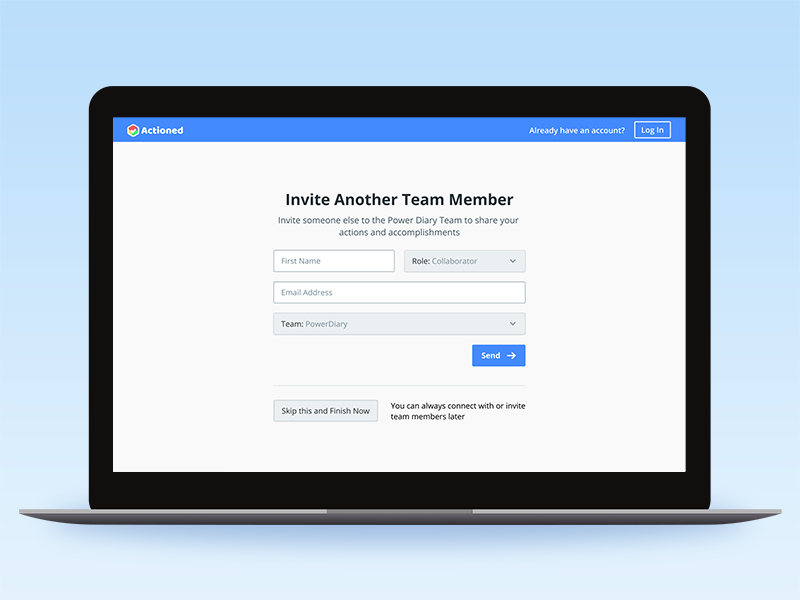 Actioned
Already have an account?
Log In
Invite Another Team Member
Invite someone else to the Power Diary Team to share your
actions and accomplishments
First Name
Role: Collaborator
Email Address
Team: PowerDiary
Send
Skip this and Finish Now
You can always connect with or invite
team members later